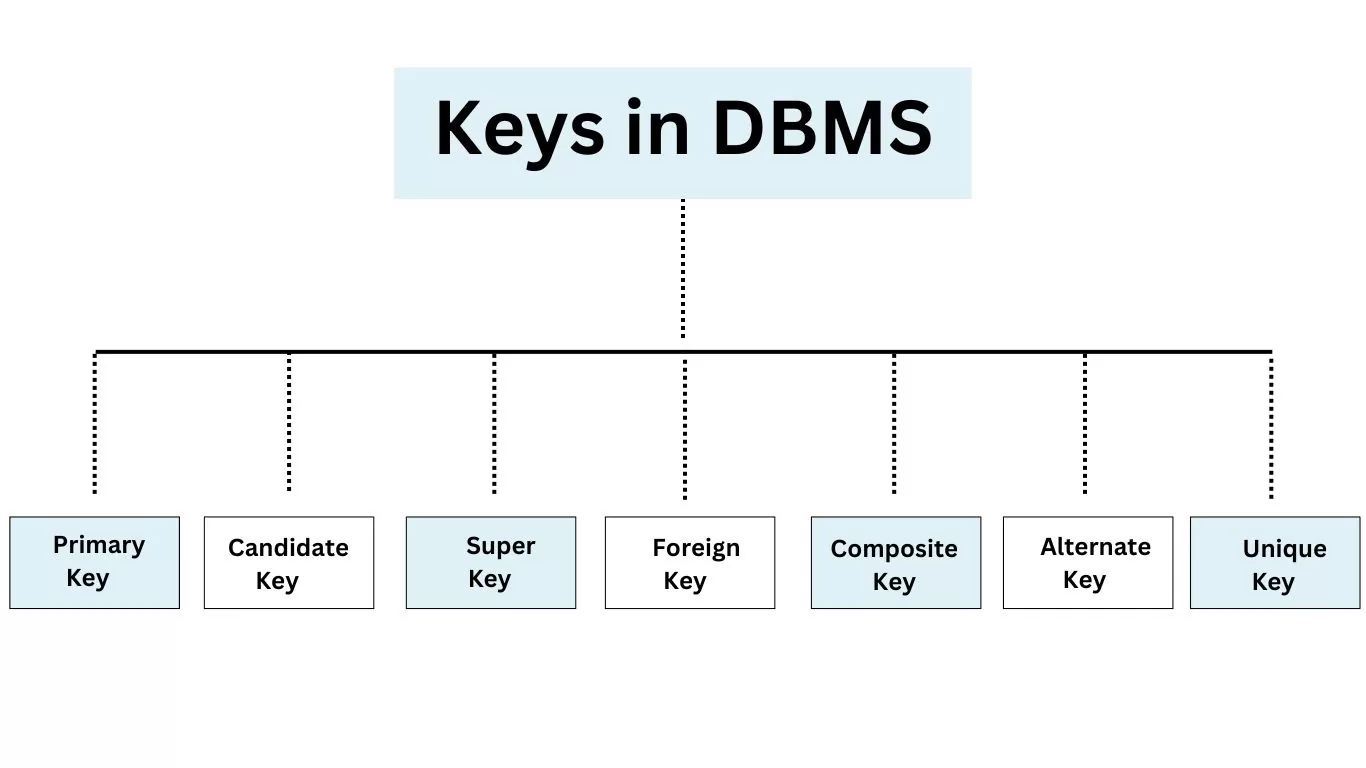 Keys in DBMS
Primary
Key
Candidate
Key
Super
Key
Foreign
Key
Composite
Key
Alternate
Key
Unique
Key